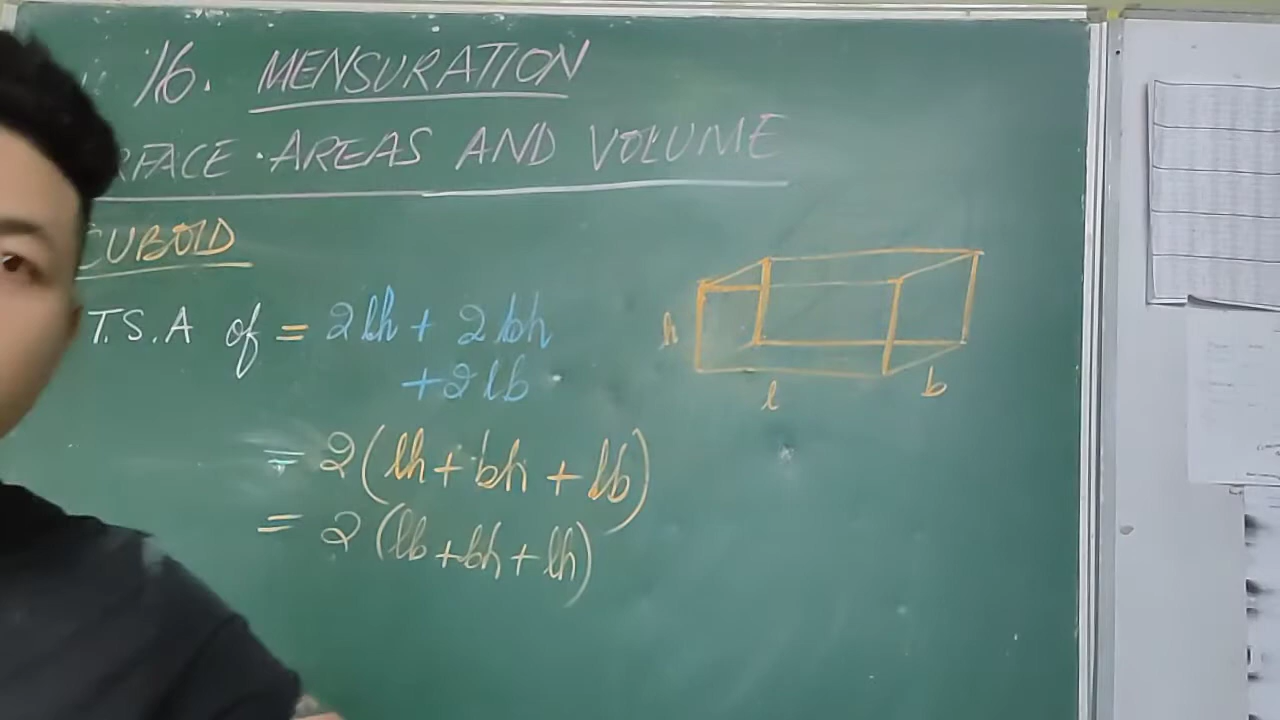 16. MENSURATION
RFACE AREAS AND VOLUME
CUBOID
T.S.A of = 2lh + 2bh
+2lb
= 2(lh+bh+lb)
= 2(lb+bh+lh)
h
l
b